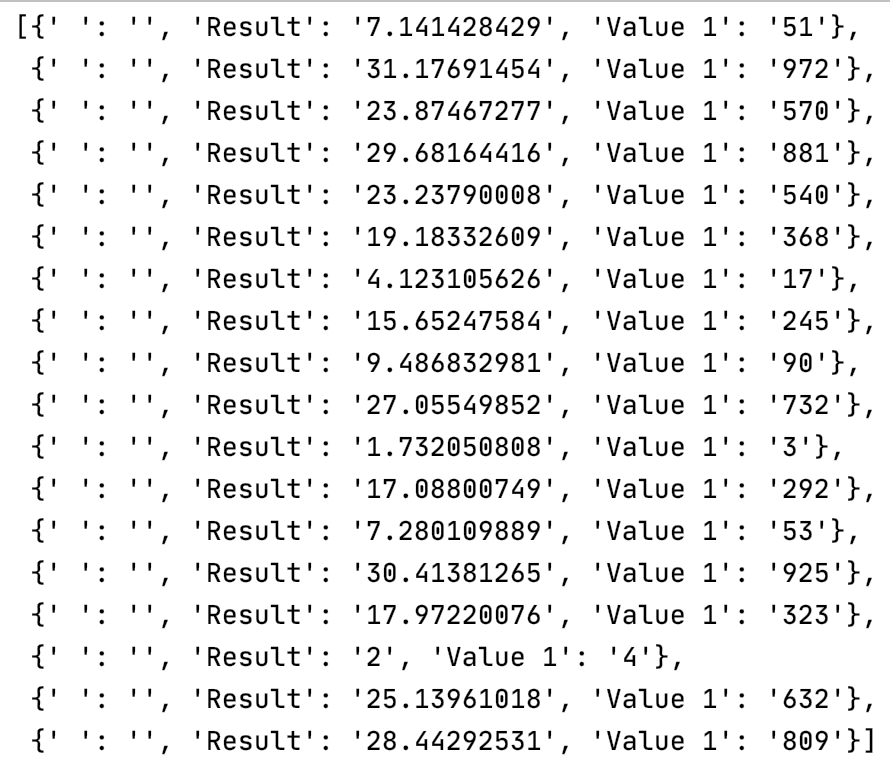 [{' ': '', 'Result': '7.141428429', 'Value 1': '51'},
{' ': '', 'Result': '31.17691454', 'Value 1': '972'},
{' ': '', 'Result': '23.87467277', 'Value 1': '570'},
{' ': '', 'Result': '29.68164416', 'Value 1': '881'},
{' ': '', 'Result': '23.23790008', 'Value 1': '540'},
{' ': '', 'Result': '19.18332609', 'Value 1': '368'},
{' ': '', 'Result': '4.123105626', 'Value 1': '17'},
{' ': '', 'Result': '15.65247584', 'Value 1': '245'},
{' ': '', 'Result': '9.486832981', 'Value 1': '90'},
{' ': '', 'Result': '27.05549852', 'Value 1': '732'},
{' ': '', 'Result': '1.732050808', 'Value 1': '3'},
{' ': '', 'Result': '17.08800749', 'Value 1': '292'},
{' ': '', 'Result': '7.280109889', 'Value 1': '53'},
{' ': '', 'Result': '30.41381265', 'Value 1': '925'},
{' ': '', 'Result': '17.97220076', 'Value 1': '323'},
{' ': '', 'Result': '2', 'Value 1': '4'},
{' ': '', 'Result': '25.13961018', 'Value 1': '632'},
{' ': '', 'Result': '28.44292531', 'Value 1': '809'}]